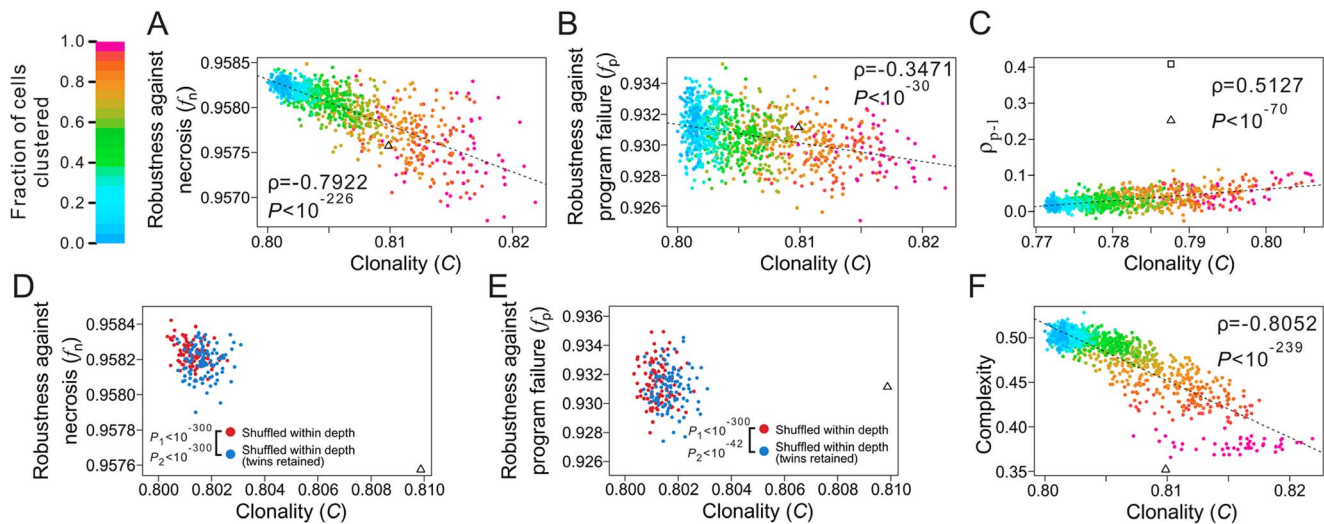 Fraction of cells
clustered
1.0
0.8
0.6
0.4
0.2
0.0
A
Robustness against
necrosis (fn)
0.9585
0.9580
0.9575
0.9570
ρ=-0.7922
P<10-226
0.80
0.81
0.82
Clonality (C)
B
Robustness against
program failure (fp)
0.934
0.932
0.930
0.928
0.926
ρ=-0.3471
P<10-30
0.80
0.81
0.82
Clonality (C)
C
ρp-l
0.4
0.3
0.2
0.1
0.0
ρ=0.5127
P<10-70
0.77
0.78
0.79
0.80
Clonality (C)
D
Robustness against
necrosis (fn)
0.9584
0.9582
0.9580
0.9578
0.9576
P1<10-300
P2<10-300
Shuffled within depth
Shuffled within depth
(twins retained)
0.800
0.802
0.804
0.806
0.808
0.810
Clonality (C)
E
Robustness against
program failure (fp)
0.936
0.934
0.932
0.930
0.928
0.926
P1<10-300
P2<10-42
Shuffled within depth
Shuffled within depth
(twins retained)
0.800
0.802
0.804
0.806
0.808
0.810
Clonality (C)
F
Complexity
0.50
0.45
0.40
0.35
ρ=-0.8052
P<10-239
0.80
0.81
0.82
Clonality (C)